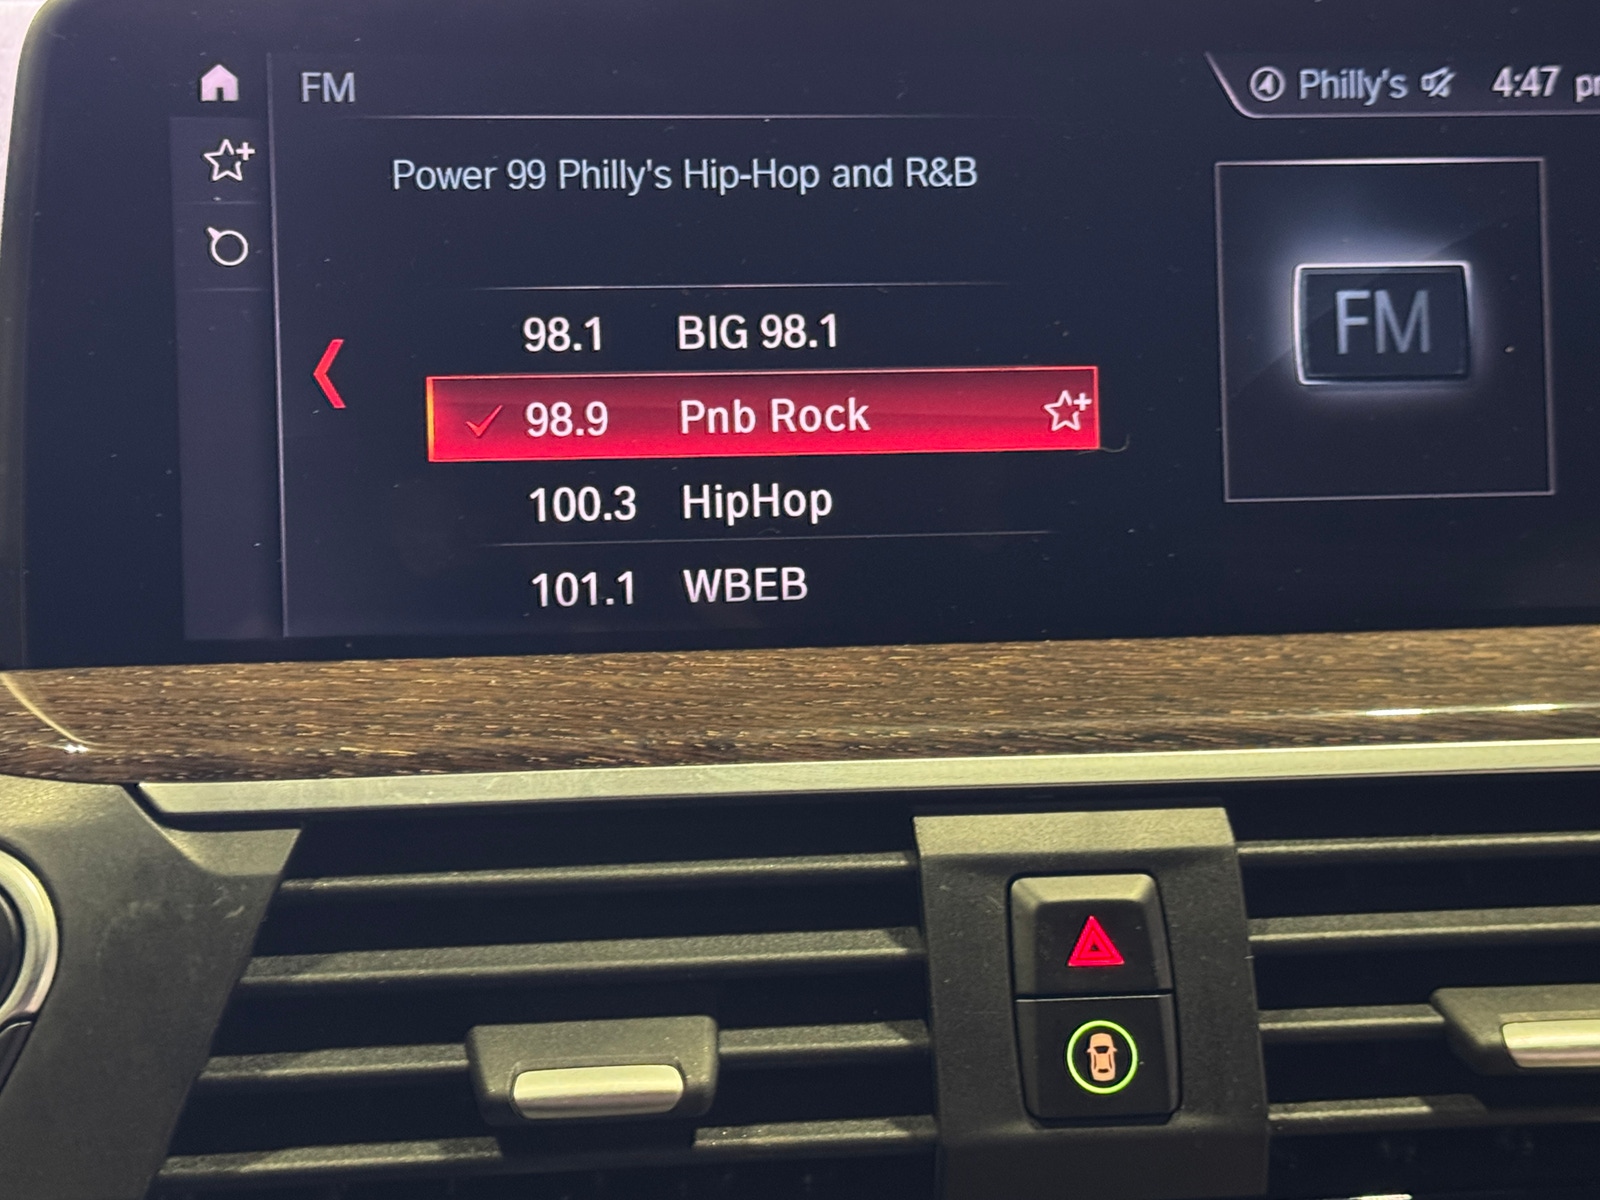 FM
Philly's 4:47 pm
Power 99 Philly's Hip-Hop and R&B
FM
98.1 BIG 98.1
98.9 Pnb Rock
100.3 HipHop
101.1 WBEB